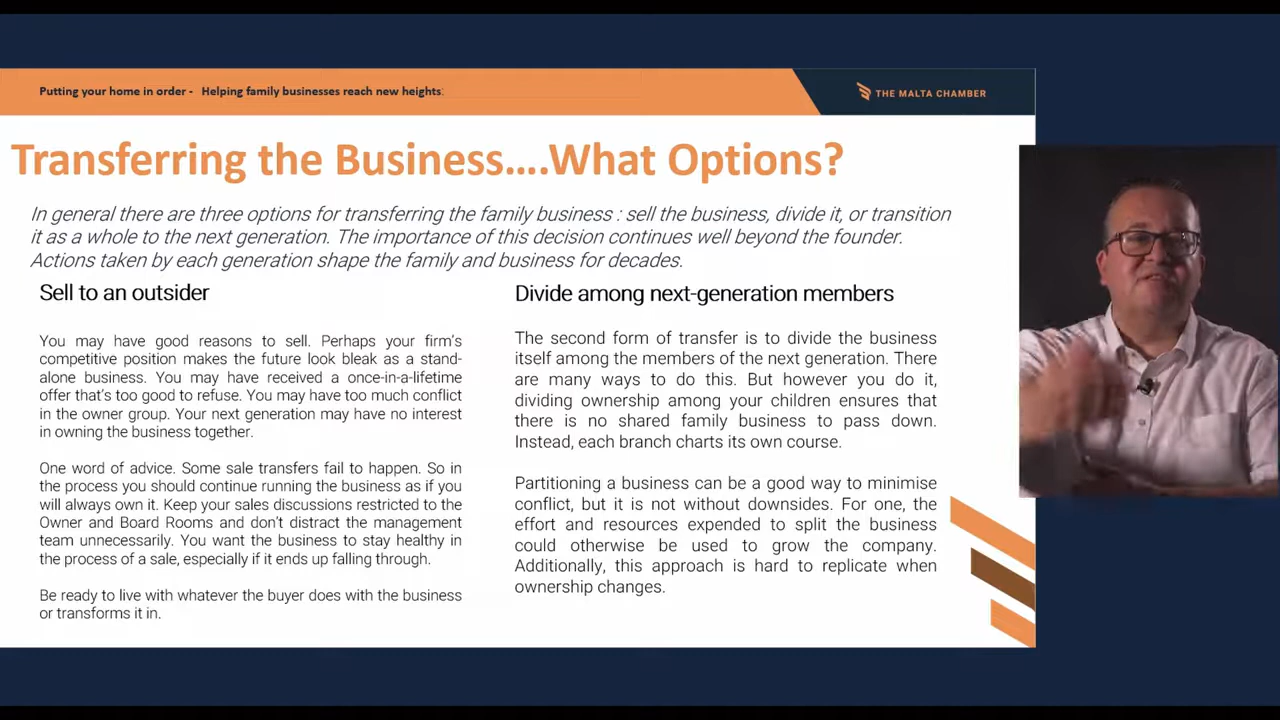 Putting your home in order - Helping family businesses reach new heights:
THE MALTA CHAMBER
Transferring the Business....What Options?
In general there are three options for transferring the family business : sell the business, divide it, or transition
it as a whole to the next generation. The importance of this decision continues well beyond the founder.
Actions taken by each generation shape the family and business for decades.
Sell to an outsider
You may have good reasons to sell. Perhaps your firm's
competitive position makes the future look bleak as a stand-
alone business. You may have received a once-in-a-lifetime
offer that's too good to refuse. You may have too much conflict
in the owner group. Your next generation may have no interest
in owning the business together.
One word of advice. Some sale transfers fail to happen. So in
the process you should continue running the business as if you
will always own it. Keep your sales discussions restricted to the
Owner and Board Rooms and don't distract the management
team unnecessarily. You want the business to stay healthy in
the process of a sale, especially if it ends up falling through.
Be ready to live with whatever the buyer does with the business
or transforms it in.
Divide among next-generation members
The second form of transfer is to divide the business
itself among the members of the next generation. There
are many ways to do this. But however you do it,
dividing ownership among your children ensures that
there is no shared family business to pass down.
Instead, each branch charts its own course.
Partitioning a business can be a good way to minimise
conflict, but it is not without downsides. For one, the
effort and resources expended to split the business
could otherwise be used to grow the company.
Additionally, this approach is hard to replicate when
ownership changes.